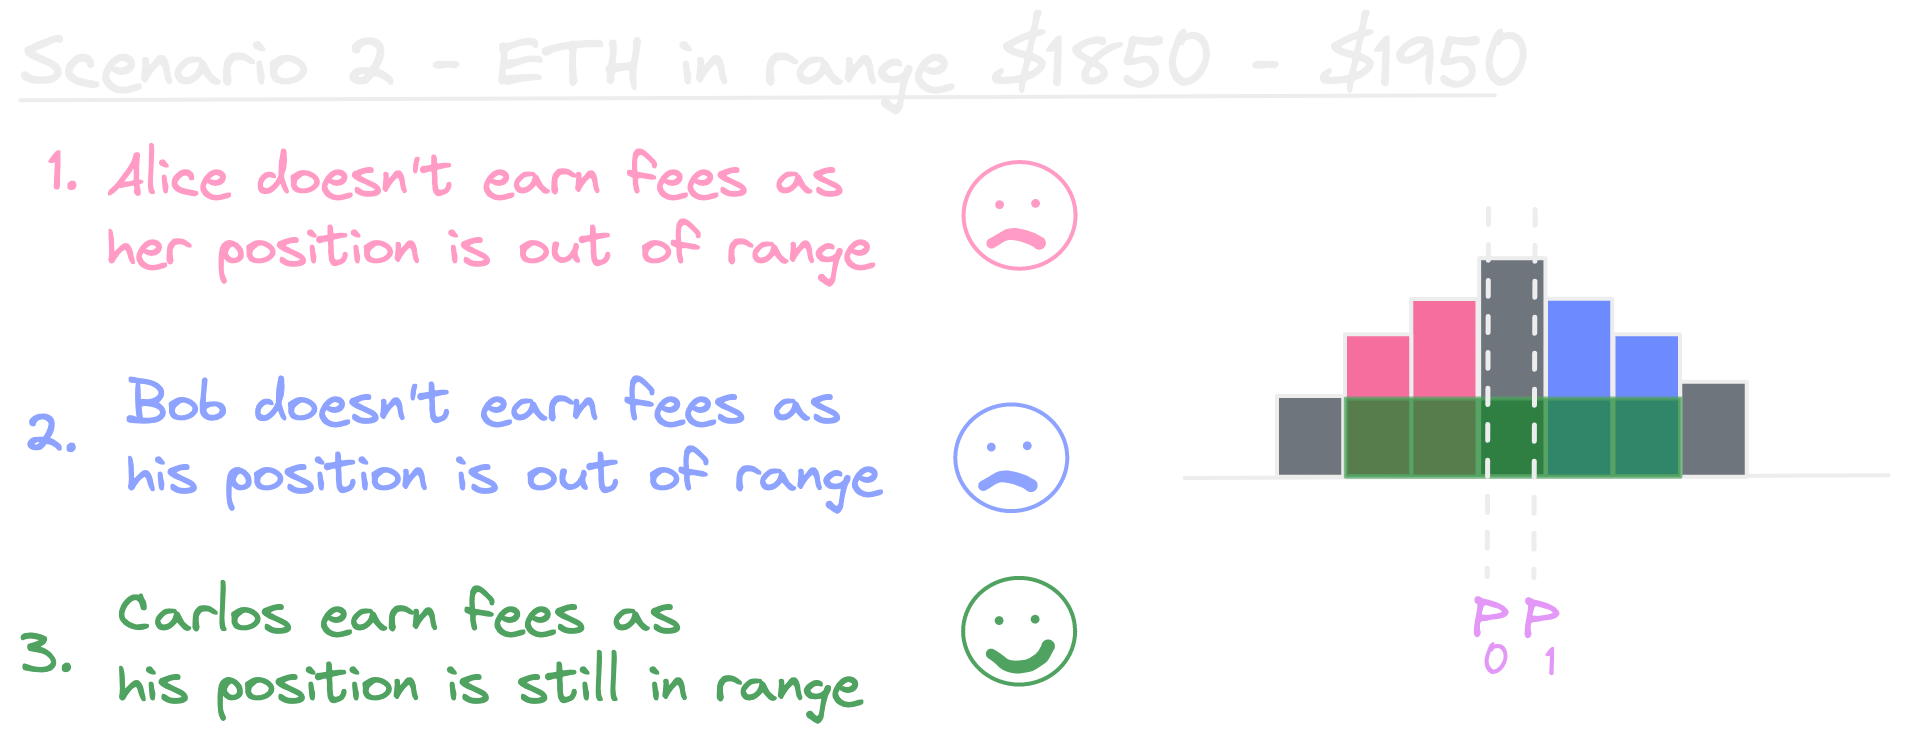 Scenario 2 - ETH in range $1850 - $1950
1. Alice doesn't earn fees as
her position is out of range
2. Bob doesn't earn fees as
his position is out of range
3. Carlos earn fees as
his position is still in range
P P
0 1